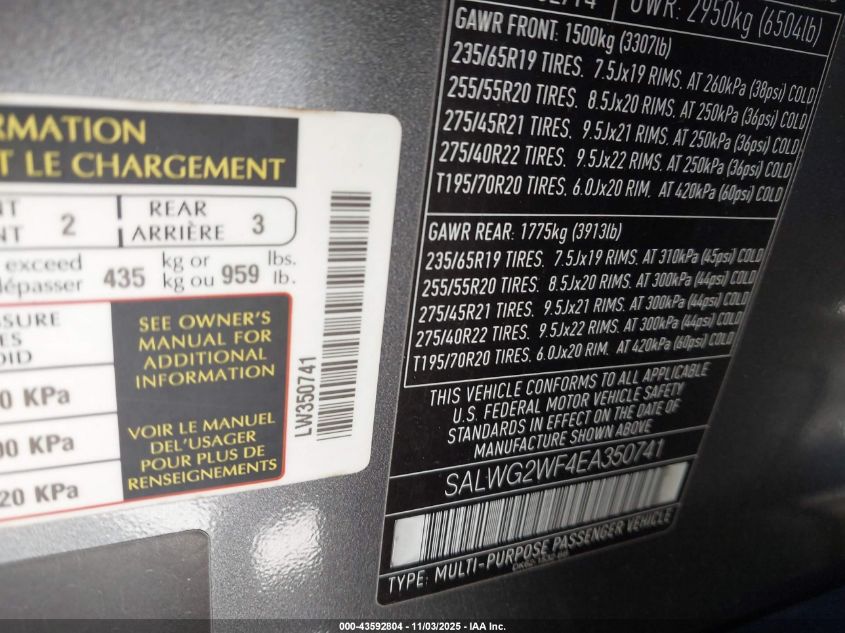 RMATION
T LE CHARGEMENT
NT 2 REAR 3
NT ARRIÈRE
exceed 435 kg or 959 lbs.
dépasser kg ou lb.
SSURE
ES
OID
0 KPa
00 KPa
20 KPa
SEE OWNER'S
MANUAL FOR
ADDITIONAL
INFORMATION
VOIR LE MANUEL
DEL'USAGER
POUR PLUS DE
RENSEIGNEMENTS
LW350741
GVWR: 2950kg (6504lb)
GAWR FRONT: 1500kg (3307lb)
235/65R19 TIRES. 7.5Jx19 RIMS. AT 260kPa (38psi) COLD
255/55R20 TIRES. 8.5Jx20 RIMS. AT 250kPa (36psi) COLD
275/45R21 TIRES. 9.5Jx21 RIMS. AT 250kPa (36psi) COLD
275/40R22 TIRES. 9.5Jx22 RIMS. AT 250kPa (36psi) COLD
T195/70R20 TIRES. 6.0Jx20 RIM. AT 420kPa (60psi) COLD
GAWR REAR: 1775kg (3913lb)
235/65R19 TIRES. 7.5Jx19 RIMS. AT 310kPa (45psi) COLD
255/55R20 TIRES. 8.5Jx20 RIMS. AT 300kPa (44psi) COLD
275/45R21 TIRES. 9.5Jx21 RIMS. AT 300kPa (44psi) COLD
275/40R22 TIRES. 9.5Jx22 RIMS. AT 300kPa (44psi) COLD
T195/70R20 TIRES. 6.0Jx20 RIM. AT 420kPa (60psi) COLD
THIS VEHICLE CONFORMS TO ALL APPLICABLE
U.S. FEDERAL MOTOR VEHICLE SAFETY
STANDARDS IN EFFECT ON THE DATE OF
MANUFACTURE SHOWN ABOVE
SALWG2WF4EA350741
TYPE: MULTI-PURPOSE PASSENGER VEHICLE
000-43592804 - 11/03/2025 - IAA Inc.